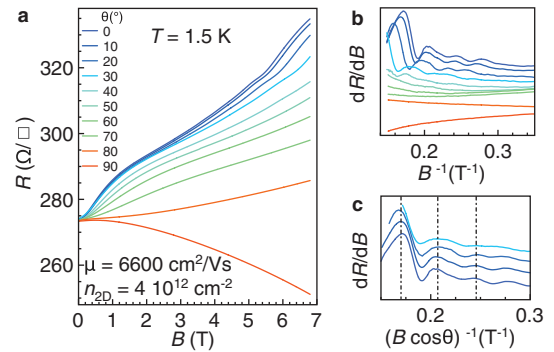 a
θ(°)
0
10
20
30
40
50
60
70
80
90
T = 1.5 K
320
300
280
260
R (Ω/□)
μ = 6600 cm²/Vs
n2D = 4 10¹² cm⁻²
0 1 2 3 4 5 6 7
B (T)
b
dR/dB
0.2 0.3
B ⁻¹(T⁻¹)
c
dR/dB
0.2 0.3
(B cosθ) ⁻¹(T⁻¹)